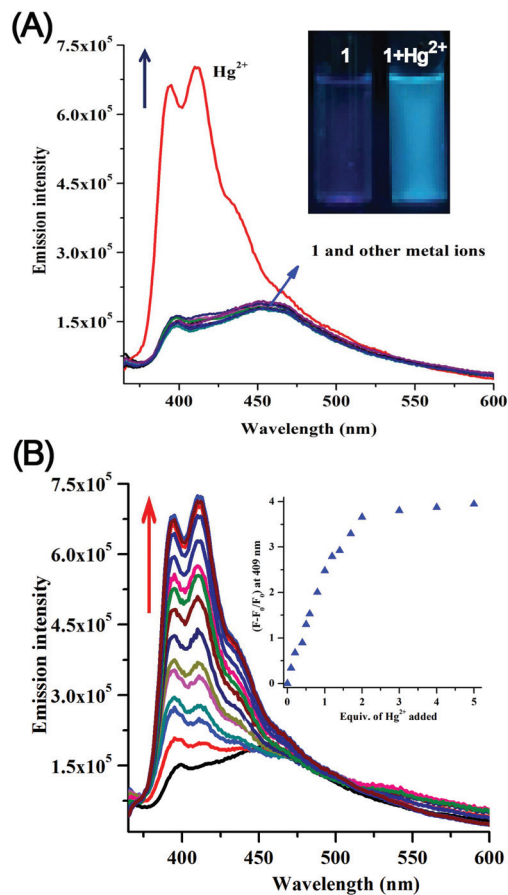 (A)
7.5x10⁵
6.0x10⁵
4.5x10⁵
3.0x10⁵
1.5x10⁵
Emission intensity
Hg²⁺
1 1+Hg²⁺
1 and other metal ions
400 450 500 550 600
Wavelength (nm)
(B)
7.5x10⁵
6.0x10⁵
4.5x10⁵
3.0x10⁵
1.5x10⁵
Emission intensity
4
3
2
1
0
(F-F₀/F₀) at 409 nm
0 1 2 3 4 5
Equiv. of Hg²⁺ added
400 450 500 550 600
Wavelength (nm)